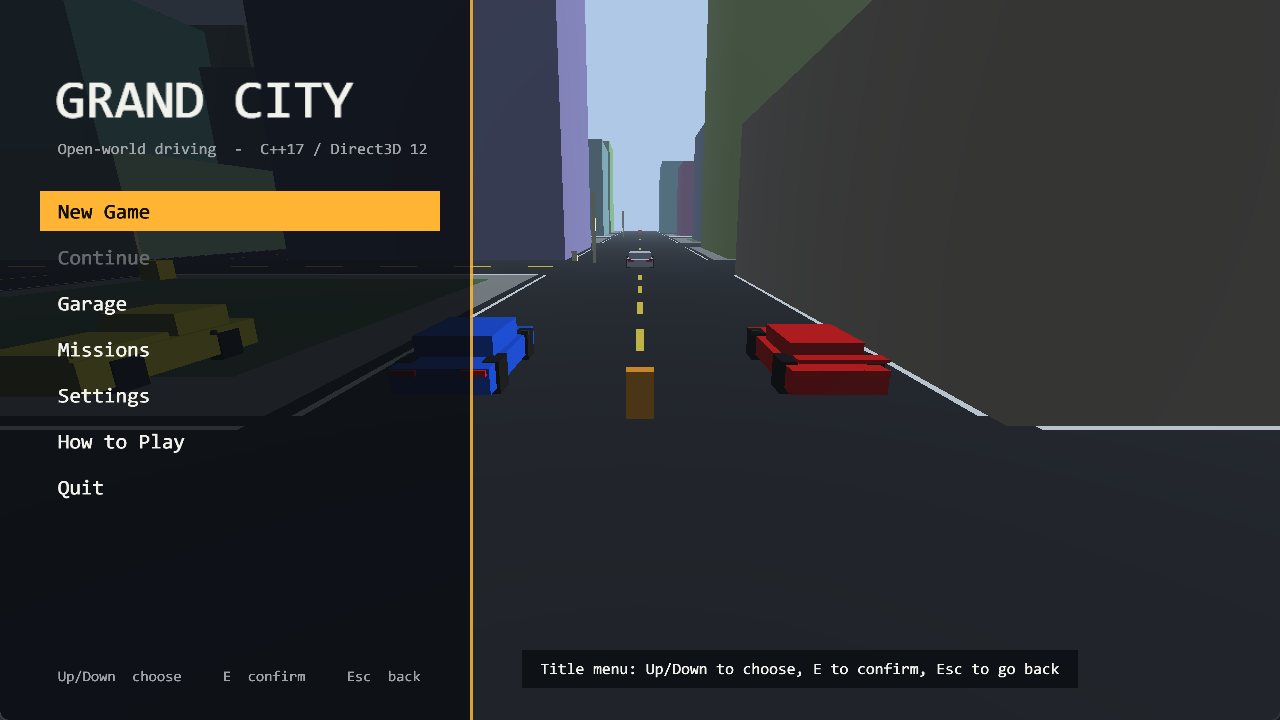 GRAND CITY
Open-world driving - C++17 / Direct3D 12
New Game
Continue
Garage
Missions
Settings
How to Play
Quit
Up/Down choose E confirm Esc back
Title menu: Up/Down to choose, E to confirm, Esc to go back